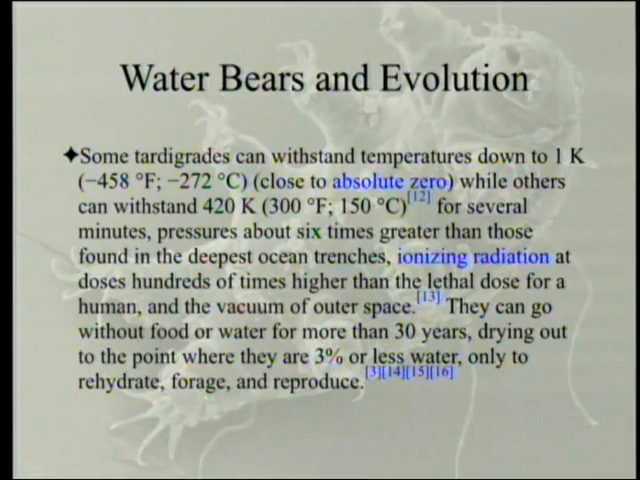 Water Bears and Evolution
✦Some tardigrades can withstand temperatures down to 1 K
(−458 °F; −272 °C) (close to absolute zero) while others
can withstand 420 K (300 °F; 150 °C)[12] for several
minutes, pressures about six times greater than those
found in the deepest ocean trenches, ionizing radiation at
doses hundreds of times higher than the lethal dose for a
human, and the vacuum of outer space.[13] They can go
without food or water for more than 30 years, drying out
to the point where they are 3% or less water, only to
rehydrate, forage, and reproduce.[3][14][15][16]